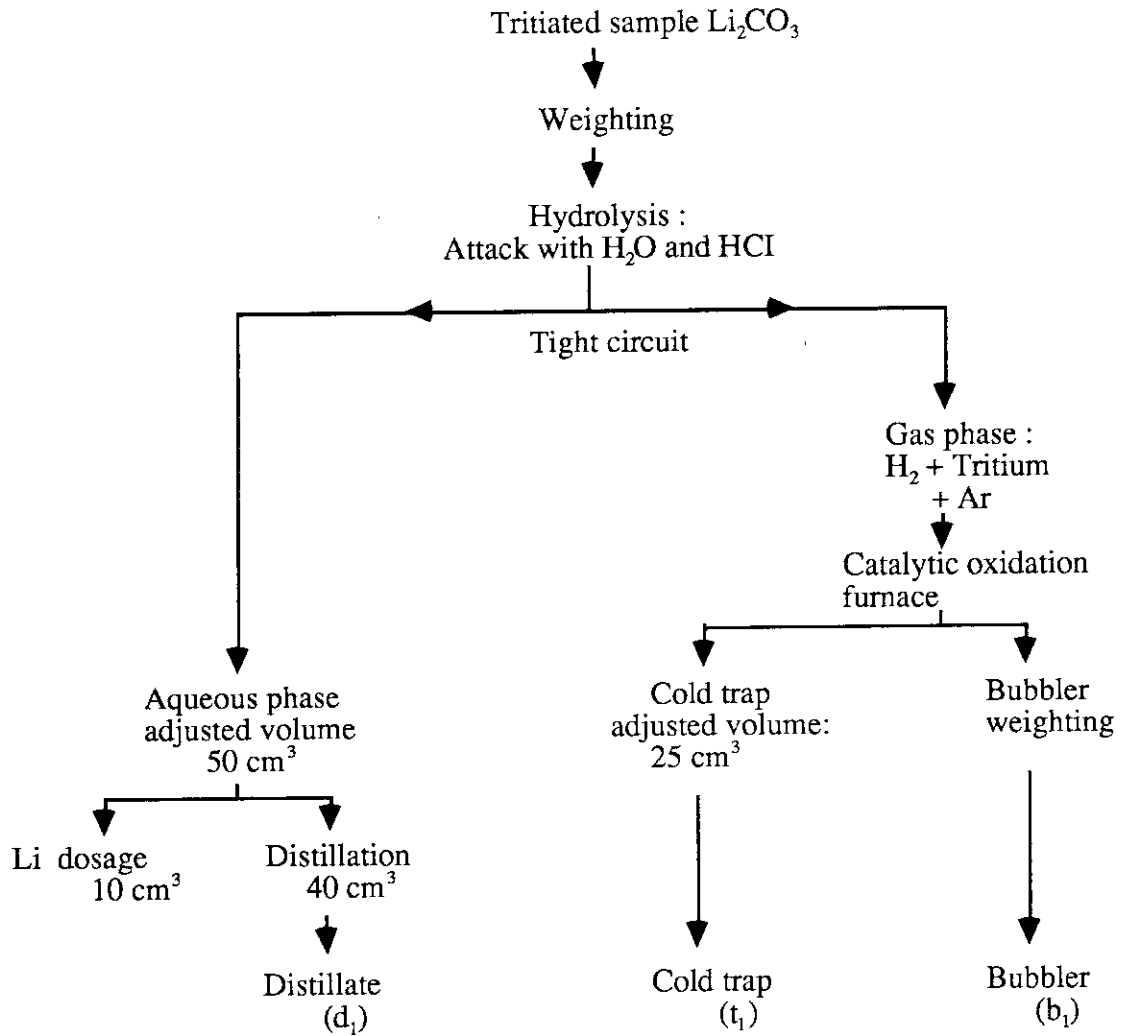 Tritiated sample Li₂CO₃
Weighting
Hydrolysis :
Attack with H₂O and HCI
Tight circuit
Gas phase :
H₂ + Tritium
+ Ar
Catalytic oxidation
furnace
Aqueous phase
adjusted volume
50 cm³
Cold trap
adjusted volume:
25 cm³
Bubbler
weighting
Li dosage
10 cm³
Distillation
40 cm³
Distillate
(d₁)
Cold trap
(t₁)
Bubbler
(b₁)